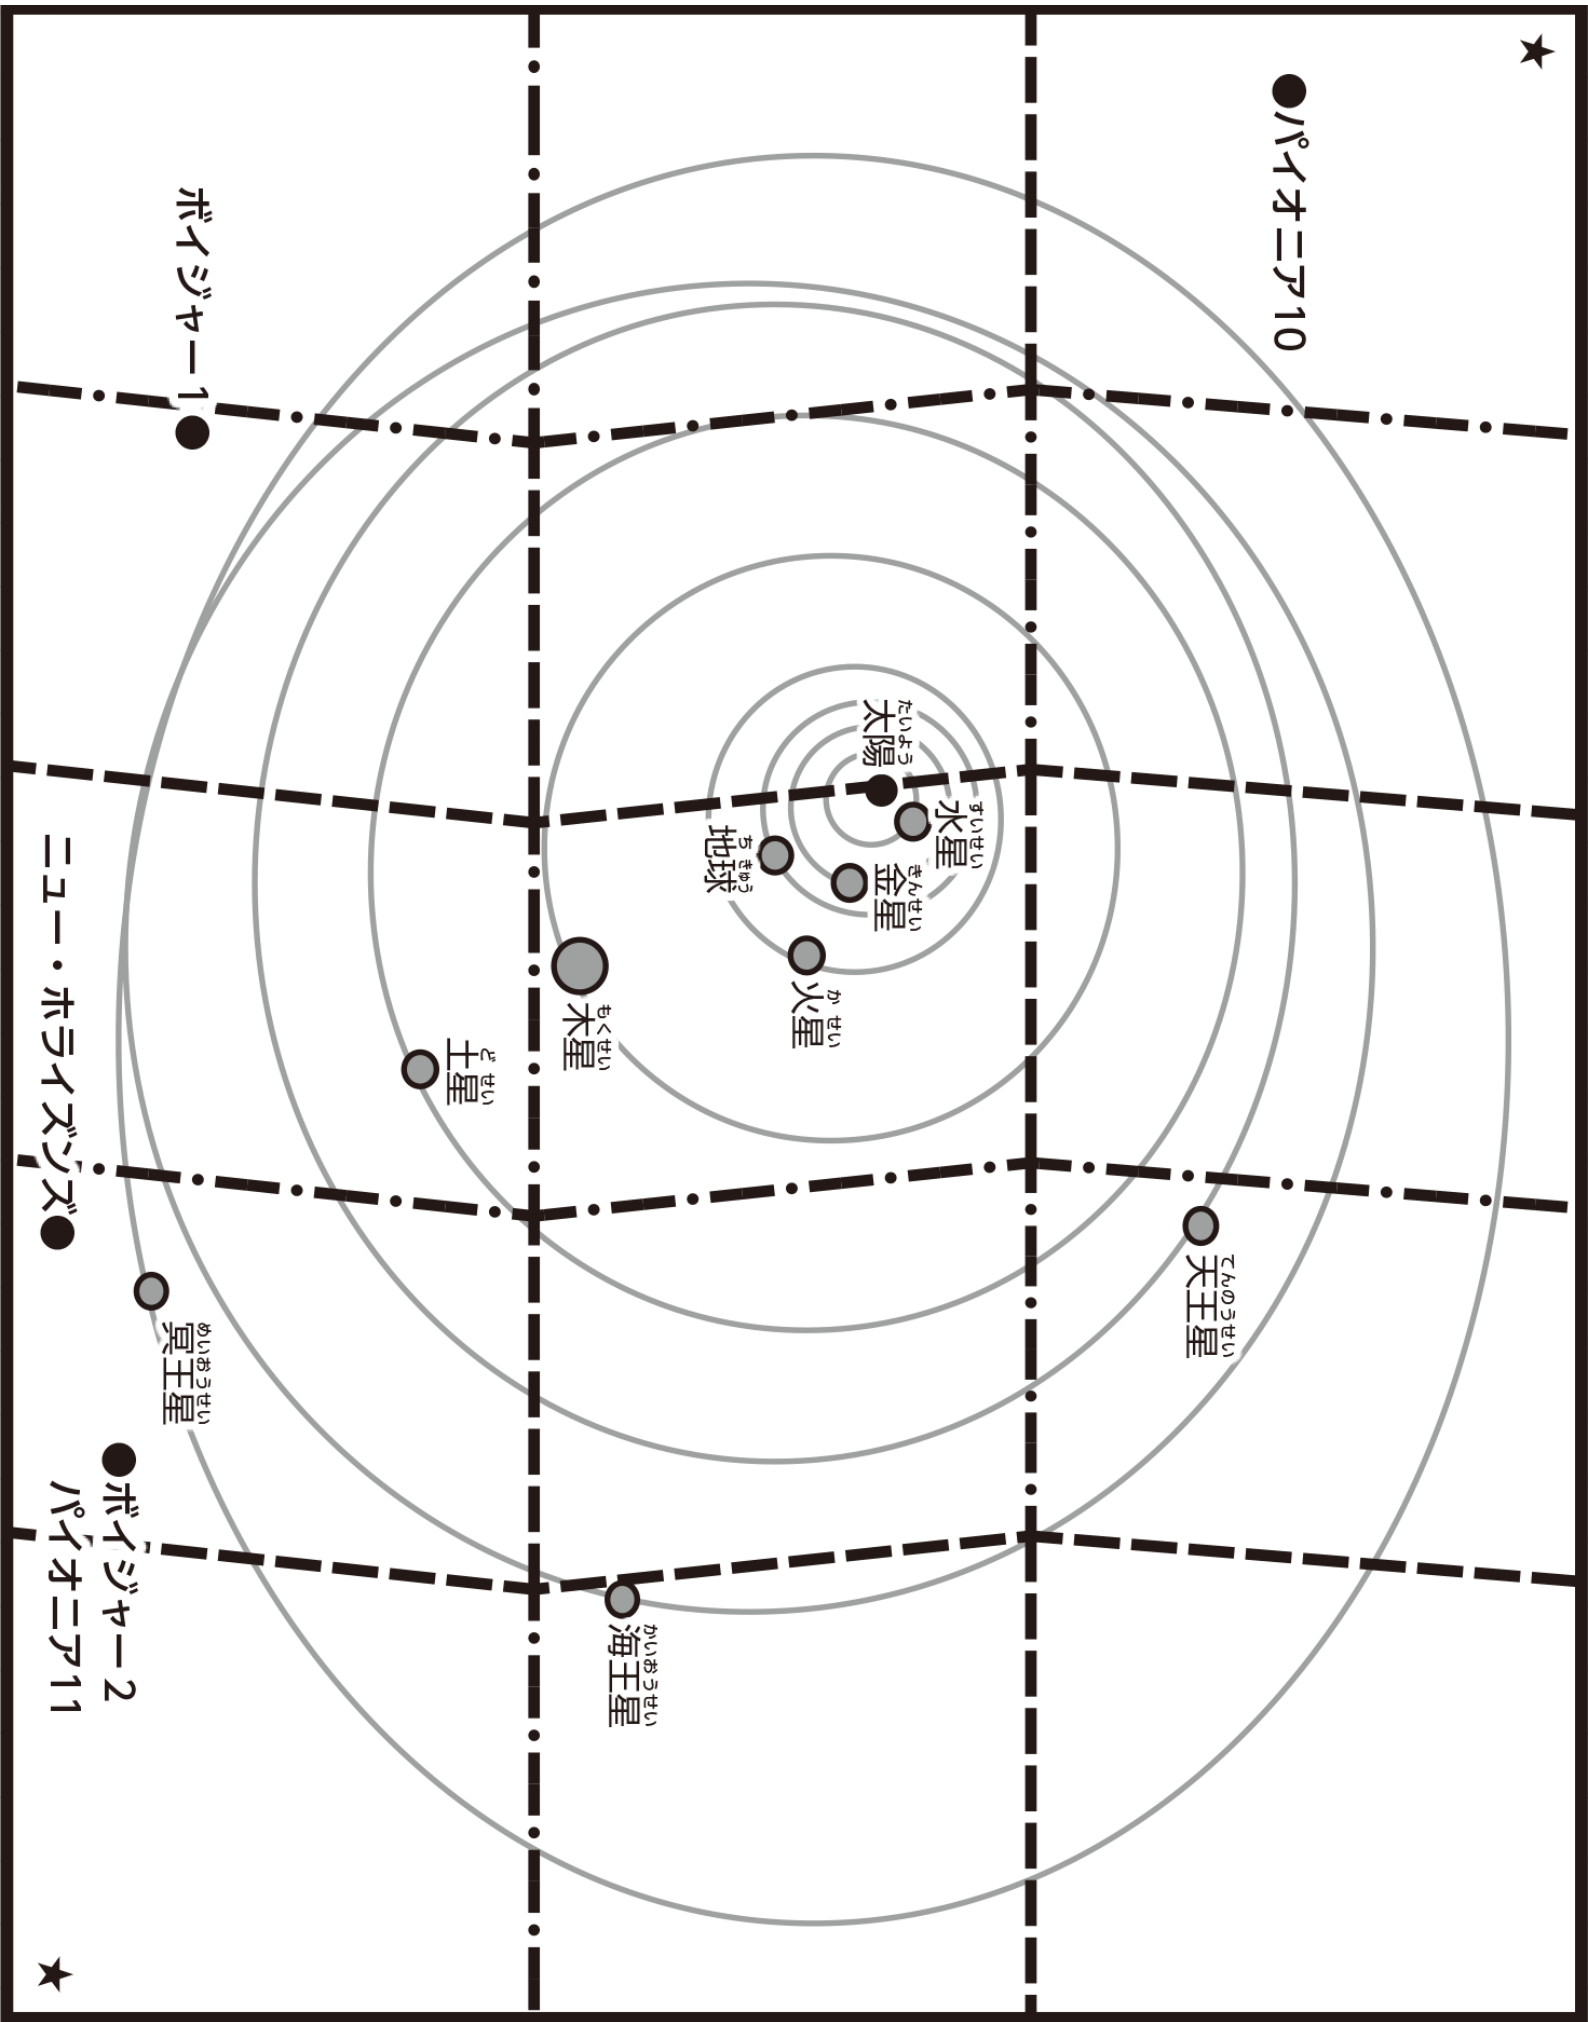 パイオニア10
てんのうせい
天王星
すいせい
水星
たいよう
太陽
きんせい
金星
かせい
火星
ちきゅう
地球
かいおうせい
海王星
もくせい
木星
どせい
土星
ボイジャー1
めいおうせい
冥王星
ボイジャー2
パイオニア11
ニュー・ホライズンズ